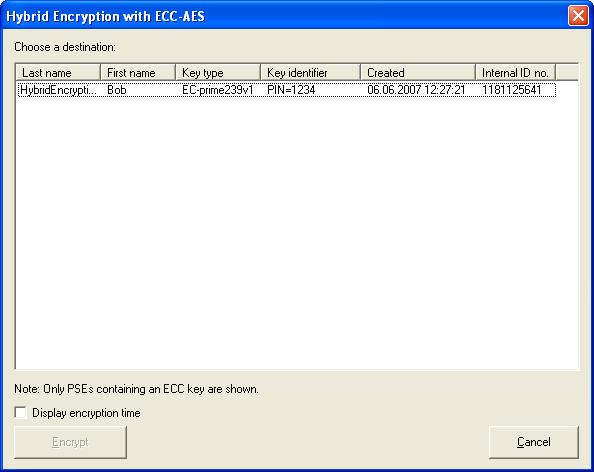 Hybrid Encryption with ECC-AES
Choose a destination:
Last name First name Key type Key identifier Created Internal ID no.
HybridEncrypti... Bob EC-prime239v1 PIN=1234 06.06.2007 12:27:21 1181125641
Note: Only PSEs containing an ECC key are shown.
Display encryption time
Encrypt Cancel